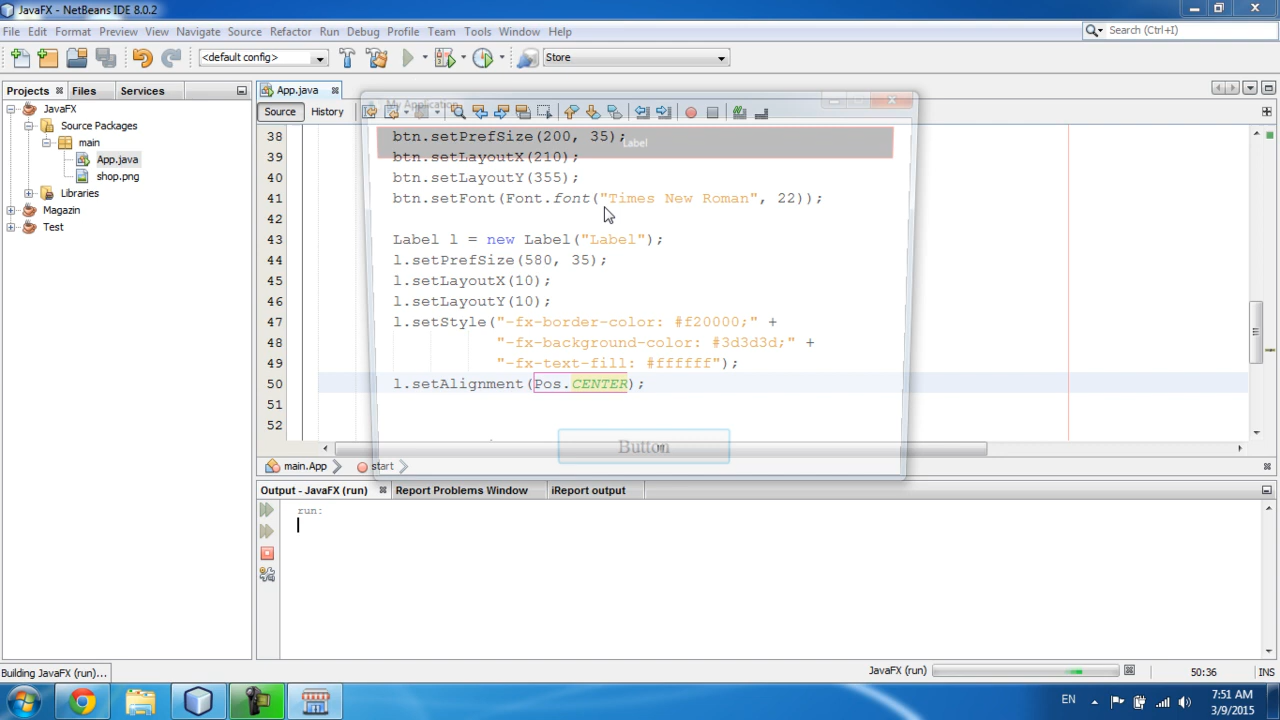 JavaFX - NetBeans IDE 8.0.2
File Edit Format Preview View Navigate Source Refactor Run Debug Profile Team Tools Window Help
Search (Ctrl+I)
<default config>
Store
Projects Files Services
App.java
JavaFX
Source Packages
main
App.java
shop.png
Libraries
Magazin
Test
Source History
My Application
38 btn.setPrefSize(200, 35);
Label
39 btn.setLayoutX(210);
40 btn.setLayoutY(355);
41 btn.setFont(Font.font("Times New Roman", 22));
42
43 Label l = new Label("Label");
44 l.setPrefSize(580, 35);
45 l.setLayoutX(10);
46 l.setLayoutY(10);
47 l.setStyle("-fx-border-color: #f20000;" +
48 "-fx-background-color: #3d3d3d;" +
49 "-fx-text-fill: #ffffff");
50 l.setAlignment(Pos.CENTER);
51
52
Button
main.App start
Output - JavaFX (run) Report Problems Window iReport output
run:
Building JavaFX (run)...
JavaFX (run)
50:36 INS
EN
7:51 AM
3/9/2015